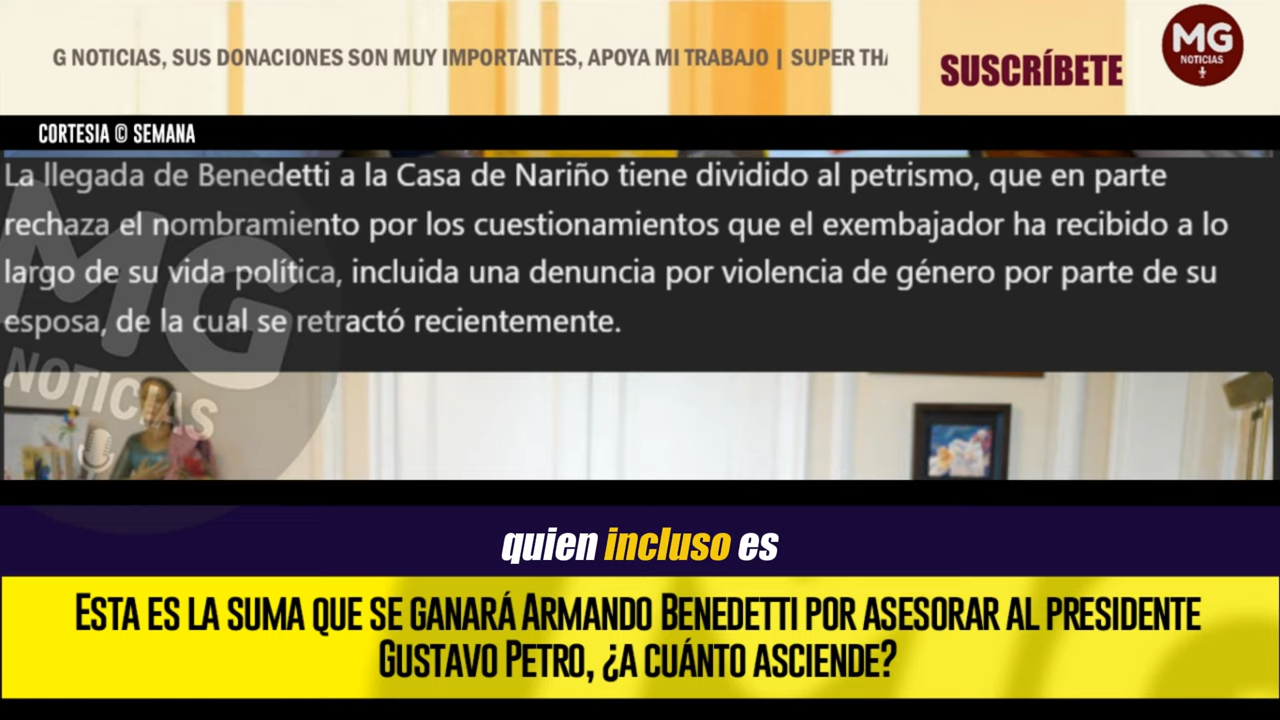 G NOTICIAS, SUS DONACIONES SON MUY IMPORTANTES, APOYA MI TRABAJO | SUPER
SUSCRÍBETE
MG
NOTICIAS
CORTESIA © SEMANA
La llegada de Benedetti a la Casa de Nariño tiene dividido al petrismo, que en parte
rechaza el nombramiento por los cuestionamientos que el exembajador ha recibido a lo
largo de su vida política, incluida una denuncia por violencia de género por parte de su
esposa, de la cual se retractó recientemente.
MG
NOTICIAS
quien incluso es
ESTA ES LA SUMA QUE SE GANARÁ ARMANDO BENEDETTI POR ASESORAR AL PRESIDENTE
GUSTAVO PETRO, ¿A CUÁNTO ASCIENDE?